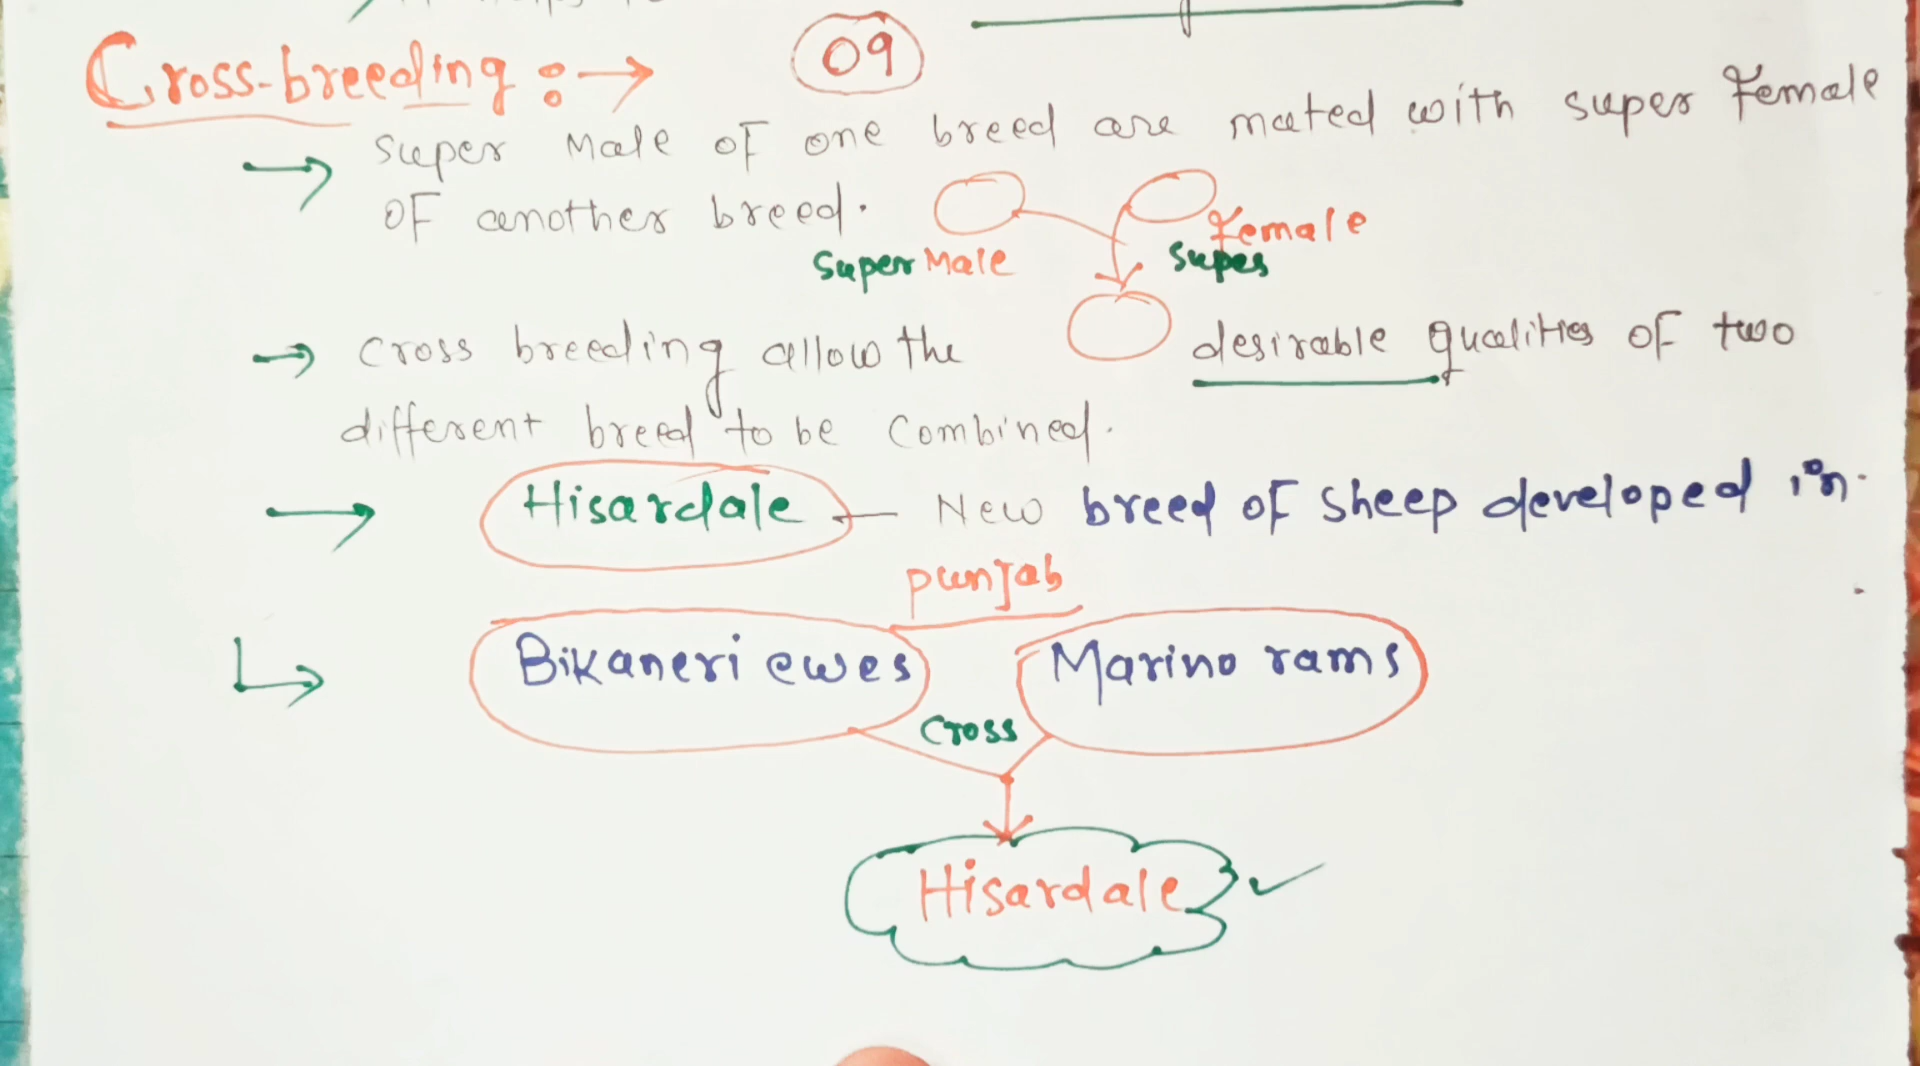 Cross-breeding :→ 09
→ super Male of one breed are mated with super Female
of another breed.
Super Male
Female
Super
→ Cross breeding allow the desirable qualities of two
different breed to be Combined.
→ Hisardale — New breed of sheep developed in.
punjab
Bikaneri ewes
Marino rams
Cross
Hisardale ✓